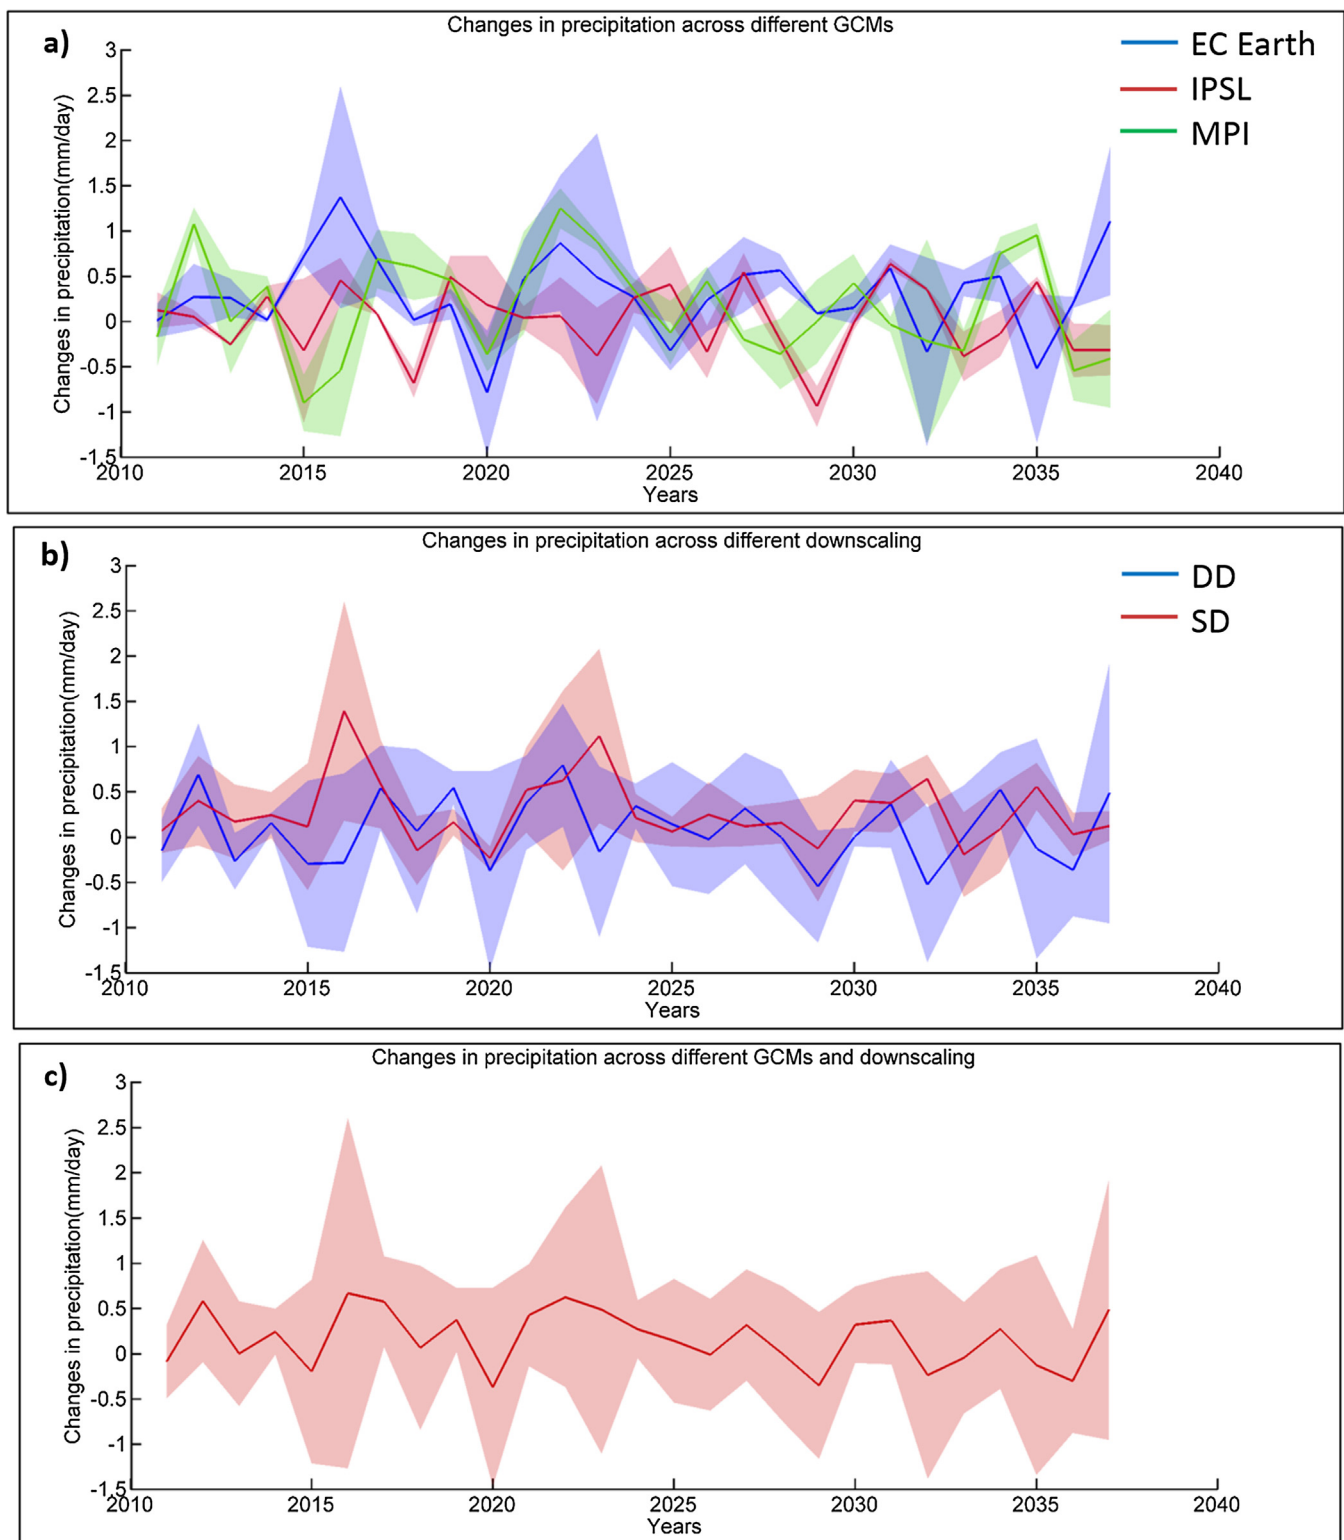 Changes in precipitation across different GCMs
a)
EC Earth
IPSL
MPI
Changes in precipitation(mm/day)
3
2.5
2
1.5
1
0.5
0
-0.5
-1
-1.5
2010 2015 2020 2025 2030 2035 2040
Years
Changes in precipitation across different downscaling
b)
DD
SD
Changes in precipitation(mm/day)
3
2.5
2
1.5
1
0.5
0
-0.5
-1
-1.5
2010 2015 2020 2025 2030 2035 2040
Years
Changes in precipitation across different GCMs and downscaling
c)
Changes in precipitation(mm/day)
3
2.5
2
1.5
1
0.5
0
-0.5
-1
-1.5
2010 2015 2020 2025 2030 2035 2040
Years